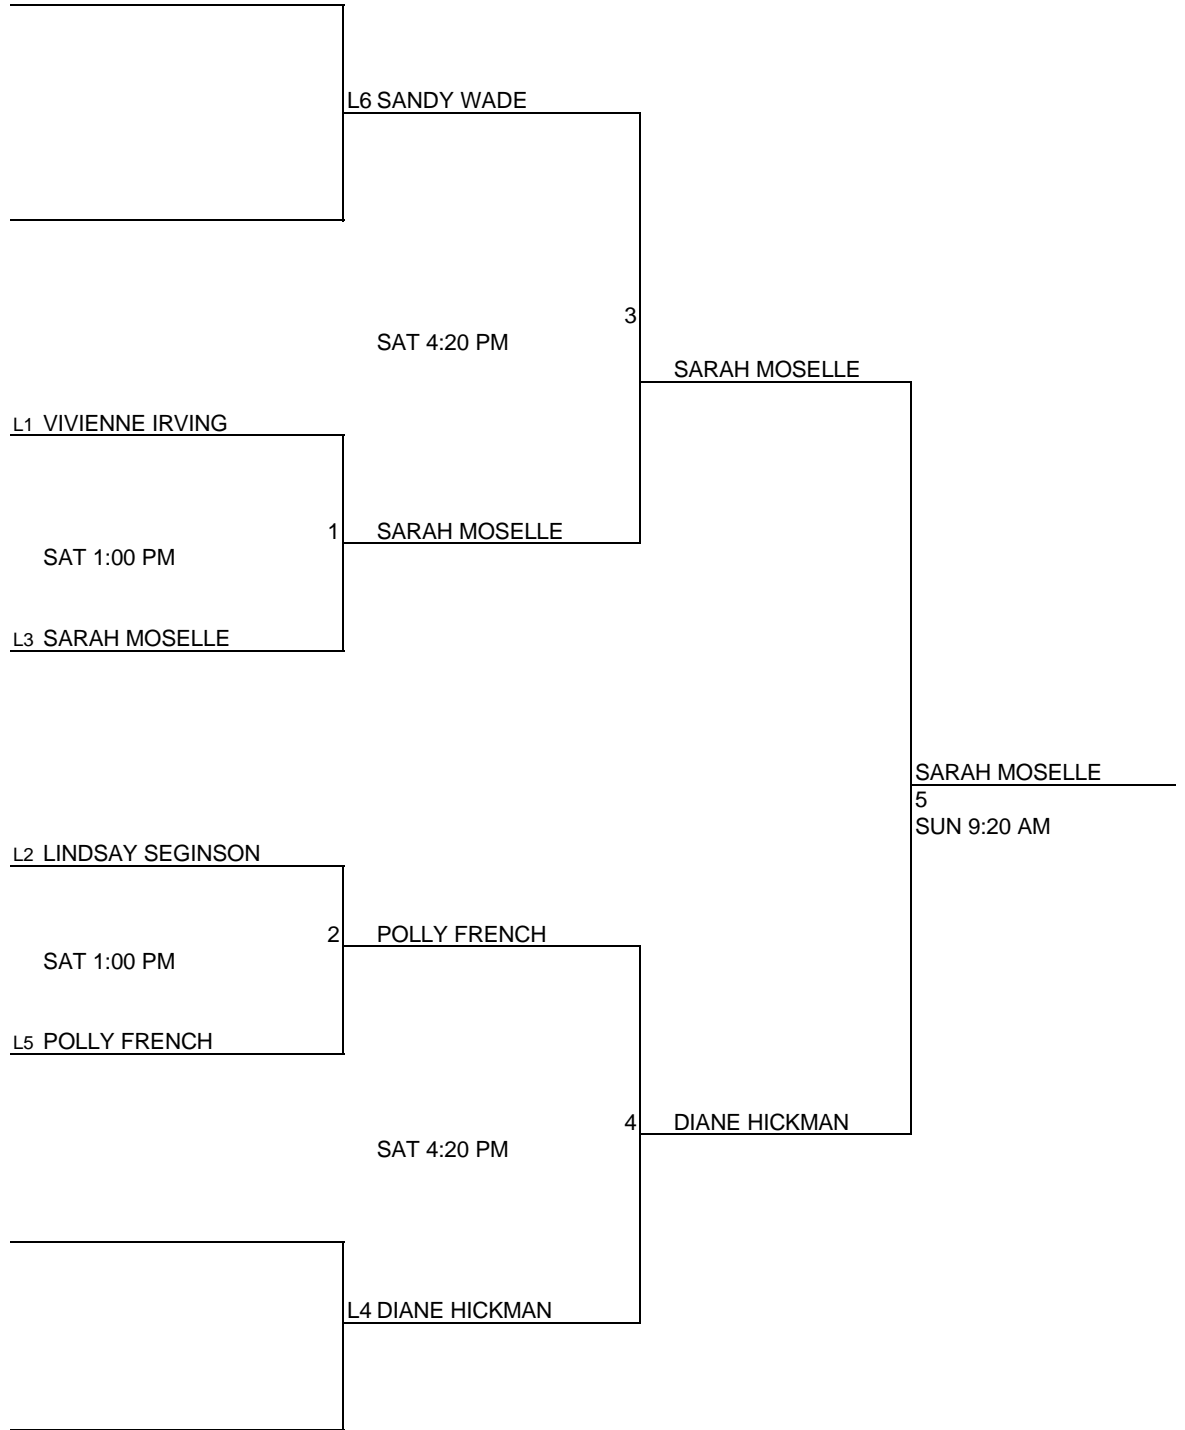 L6 SANDY WADE
3
SAT 4:20 PM
SARAH MOSELLE
L1 VIVIENNE IRVING
1 SARAH MOSELLE
SAT 1:00 PM
L3 SARAH MOSELLE
SARAH MOSELLE
5
SUN 9:20 AM
L2 LINDSAY SEGINSON
2 POLLY FRENCH
SAT 1:00 PM
L5 POLLY FRENCH
4 DIANE HICKMAN
SAT 4:20 PM
L4 DIANE HICKMAN